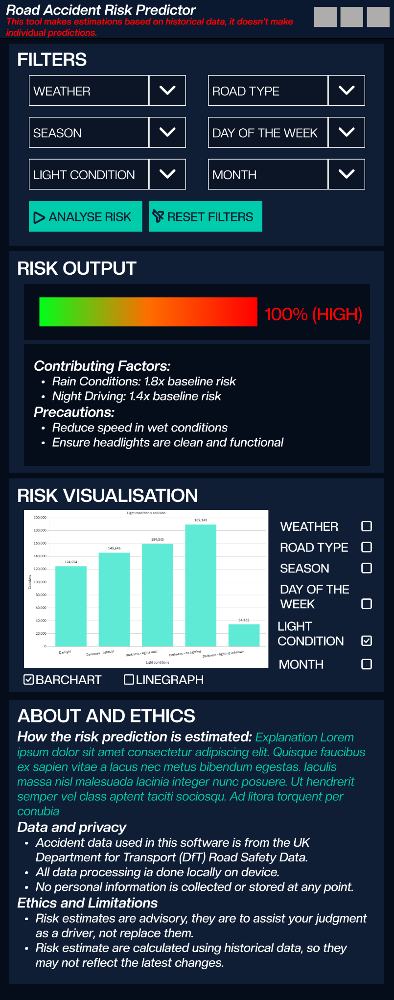 Road Accident Risk Predictor
This tool makes estimations based on historical data, it doesn't make
individual predictions.
FILTERS
WEATHER
ROAD TYPE
SEASON
DAY OF THE WEEK
LIGHT CONDITION
MONTH
ANALYSE RISK
RESET FILTERS
RISK OUTPUT
100% (HIGH)
Contributing Factors:
• Rain Conditions: 1.8x baseline risk
• Night Driving: 1.4x baseline risk
Precautions:
• Reduce speed in wet conditions
• Ensure headlights are clean and functional
RISK VISUALISATION
Light condition x collision
200,000
180,000
160,000
140,000
120,000
100,000
80,000
60,000
40,000
20,000
0
Collisions
124,554
145,646
159,343
189,343
34,332
Daylight
Darkness - lights lit
Darkness - lights unlit
Darkness - no lighting
Darkness - lighting unknown
Light conditions
WEATHER
ROAD TYPE
SEASON
DAY OF THE
WEEK
LIGHT
CONDITION
MONTH
BARCHART
LINEGRAPH
ABOUT AND ETHICS
How the risk prediction is estimated: Explanation Lorem
ipsum dolor sit amet consectetur adipiscing elit. Quisque faucibus
ex sapien vitae a lacus nec metus bibendum egestas. Iaculis
massa nisl malesuada lacinia integer nunc posuere. Ut hendrerit
semper vel class aptent taciti sociosqu. Ad litora torquent per
conubia
Data and privacy
• Accident data used in this software is from the UK
Department for Transport (DfT) Road Safety Data.
• All data processing ia done locally on device.
• No personal information is collected or stored at any point.
Ethics and Limitations
• Risk estimates are advisory, they are to assist your judgment
as a driver, not replace them.
• Risk estimate are calculated using historical data, so they
may not reflect the latest changes.